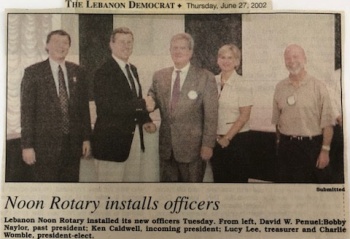 THE LEBANON DEMOCRAT ✦ Thursday, June 27, 2002
Submitted
Noon Rotary installs officers
Lebanon Noon Rotary installed its new officers Tuesday. From left, David W. Penuel;Bobby
Naylor, past president; Ken Caldwell, incoming president; Lucy Lee, treasurer and Charlie
Womble, president-elect.